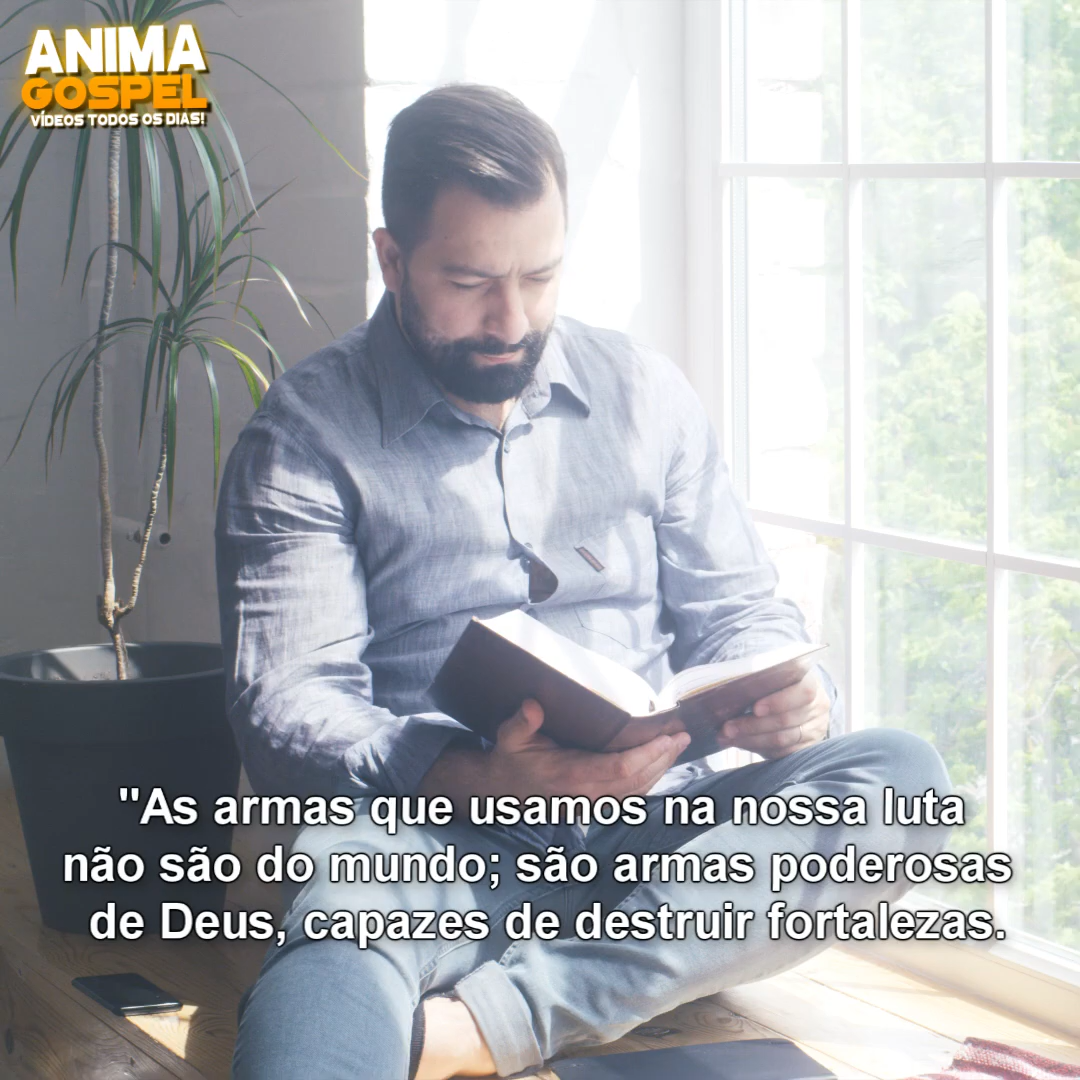 ANIMA
GOSPEL
VÍDEOS TODOS OS DIAS!
"As armas que usamos na nossa luta
não são do mundo; são armas poderosas
de Deus, capazes de destruir fortalezas.